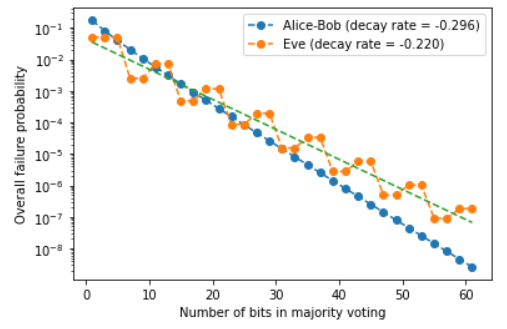 Alice-Bob (decay rate = -0.296)
Eve (decay rate = -0.220)
10⁻¹
10⁻²
10⁻³
10⁻⁴
10⁻⁵
10⁻⁶
10⁻⁷
10⁻⁸
Overall failure probability
0 10 20 30 40 50 60
Number of bits in majority voting